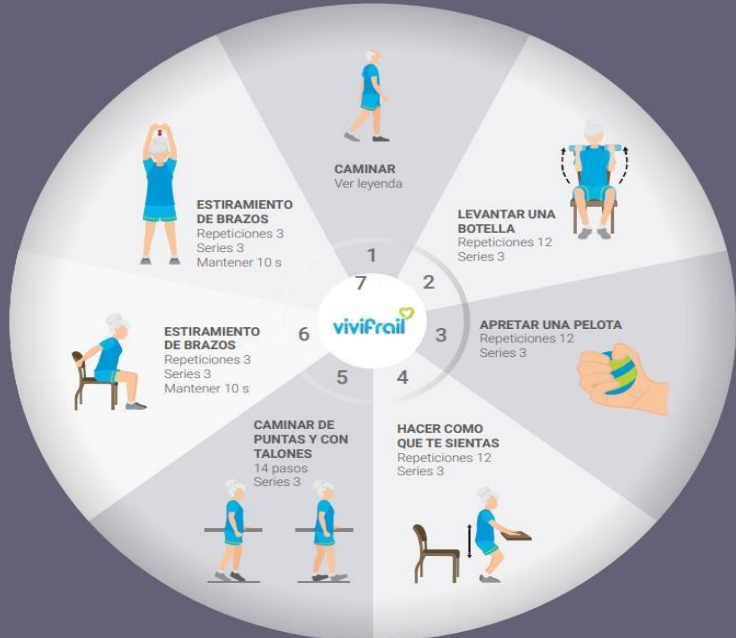 1
CAMINAR
Ver leyenda
2
LEVANTAR UNA
BOTELLA
Repeticiones 12
Series 3
3
APRETAR UNA PELOTA
Repeticiones 12
Series 3
4
HACER COMO
QUE TE SIENTAS
Repeticiones 12
Series 3
5
CAMINAR DE
PUNTAS Y CON
TALONES
14 pasos
Series 3
6
ESTIRAMIENTO
DE BRAZOS
Repeticiones 3
Series 3
Mantener 10 s
7
ESTIRAMIENTO
DE BRAZOS
Repeticiones 3
Series 3
Mantener 10 s
vivifrail